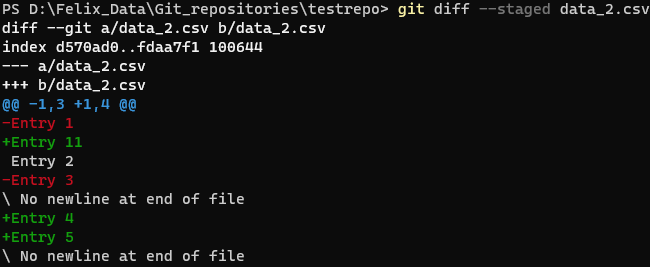 PS D:\Felix_Data\Git_repositories\testrepo> git diff --staged data_2.csv
diff --git a/data_2.csv b/data_2.csv
index d570ad0..fdaa7f1 100644
--- a/data_2.csv
+++ b/data_2.csv
@@ -1,3 +1,4 @@
-Entry 1
+Entry 11
 Entry 2
-Entry 3
\ No newline at end of file
+Entry 4
+Entry 5
\ No newline at end of file